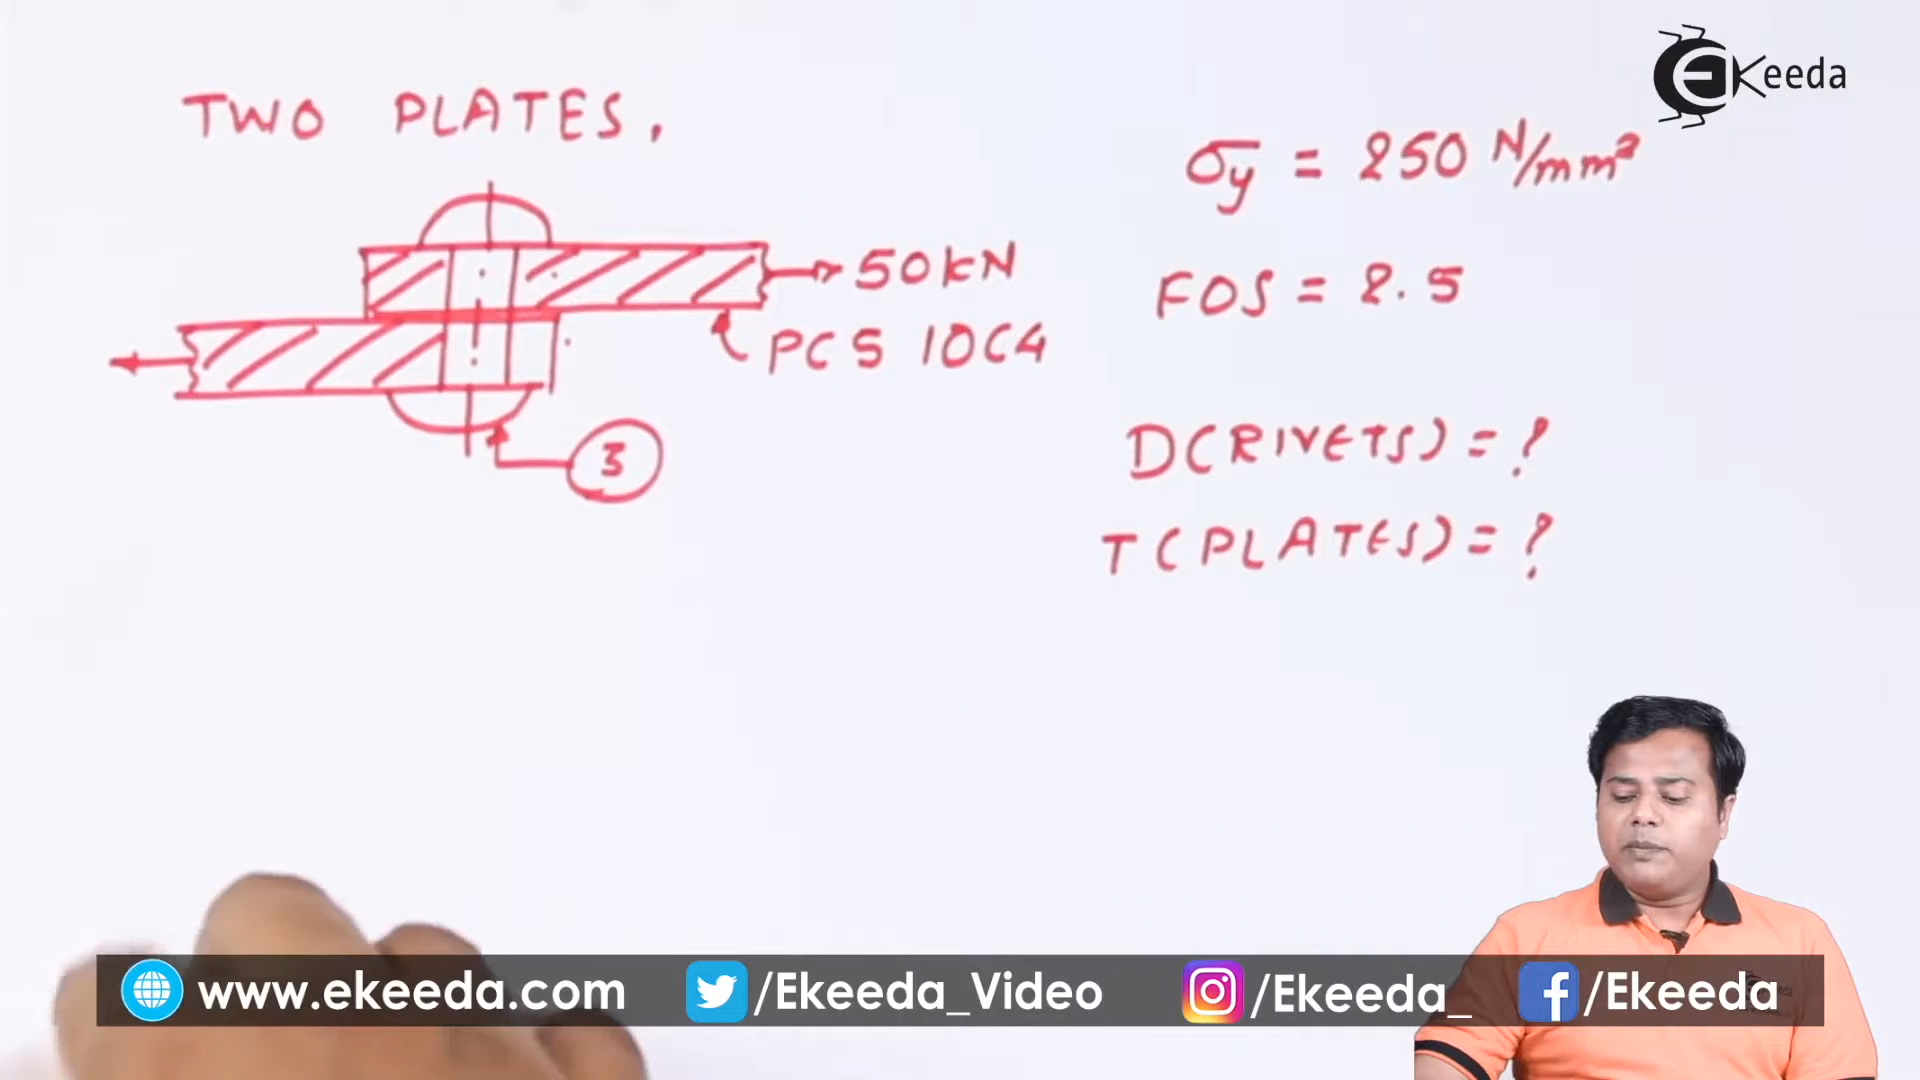 TWO PLATES,
50KN
PCS 10C4
3
σy = 250 N/mm²
FOS = 2.5
D(RIVETS) = ?
T(PLATES) = ?
EKeeda
www.ekeeda.com
/Ekeeda_Video
/Ekeeda_
/Ekeeda